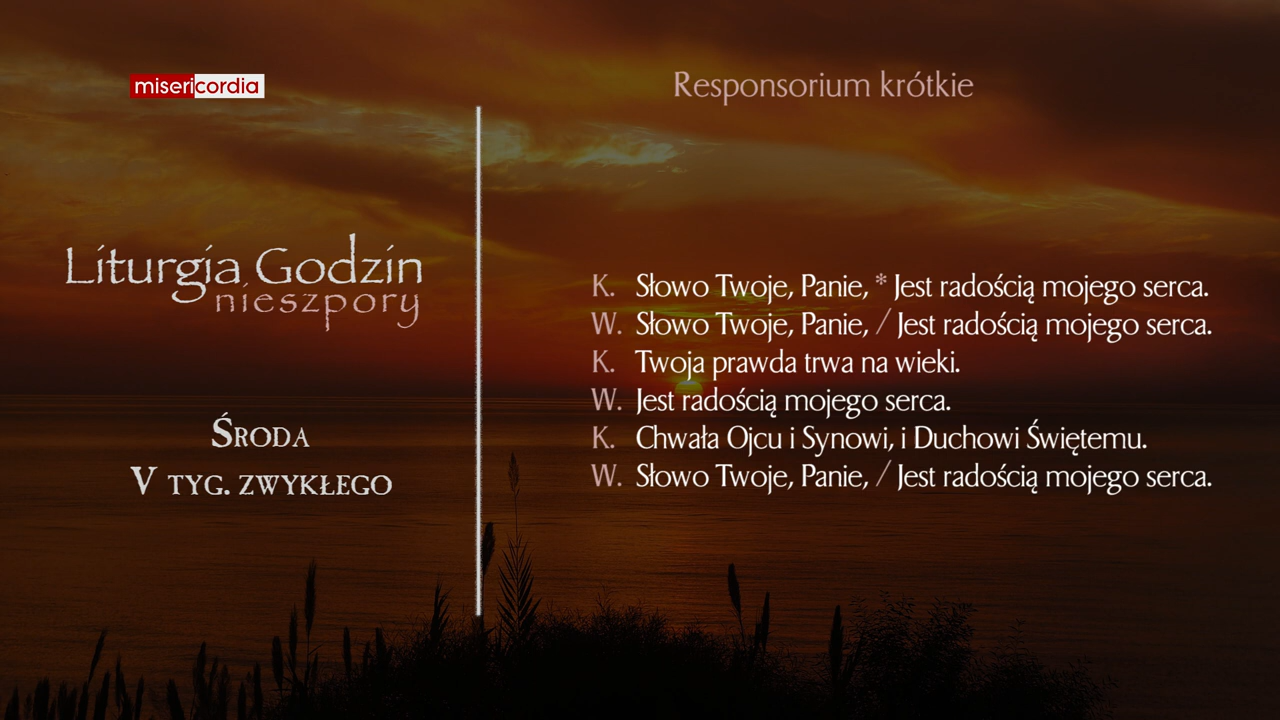 misericordia
Liturgia Godzin
nieszpory
Środa
V tyg. zwykłego
Responsorium krótkie
K. Słowo Twoje, Panie, * Jest radością mojego serca.
W. Słowo Twoje, Panie, / Jest radością mojego serca.
K. Twoja prawda trwa na wieki.
W. Jest radością mojego serca.
K. Chwała Ojcu i Synowi, i Duchowi Świętemu.
W. Słowo Twoje, Panie, / Jest radością mojego serca.